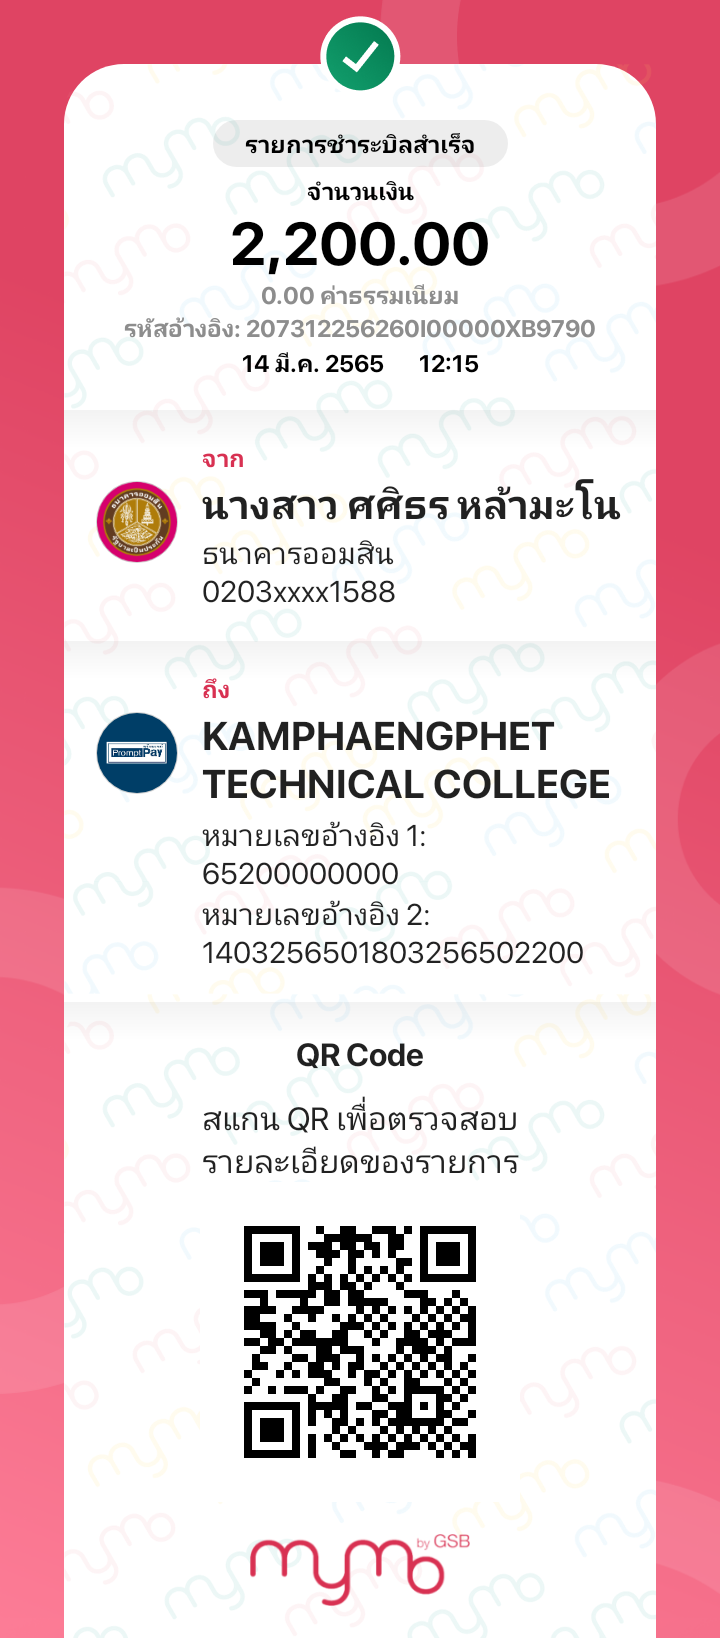 รายการชำระบิลสำเร็จ
จำนวนเงิน
2,200.00
0.00 ค่าธรรมเนียม
รหัสอ้างอิง: 207312256260I00000XB9790
14 มี.ค. 2565 12:15
จาก
นางสาว ศศิธร หล้ามะโน
ธนาคารออมสิน
0203xxxx1588
ถึง
PromptPay
KAMPHAENGPHET
TECHNICAL COLLEGE
หมายเลขอ้างอิง 1:
65200000000
หมายเลขอ้างอิง 2:
1403256501803256502200
QR Code
สแกน QR เพื่อตรวจสอบ
รายละเอียดของรายการ
mymo by GSB